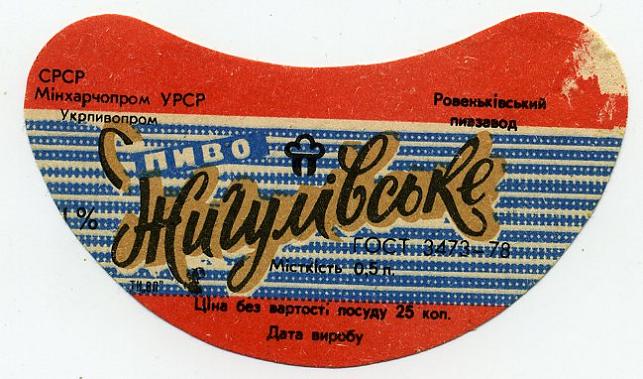 СРСР
Мінхарчопром УРСР
Укрпивопром
Ровеньківський
пивзавод
ПИВО
Жигулівське
%
ГОСТ 3473-78
Місткість 0,5 л.
Ціна без вартості посуду 25 коп.
Дата виробу